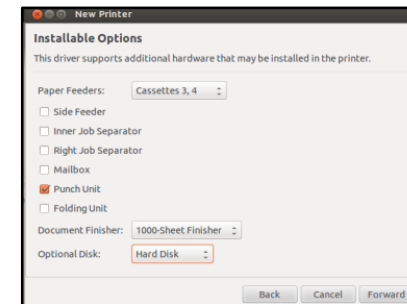 New Printer
Installable Options
This driver supports additional hardware that may be installed in the printer.
Paper Feeders: Cassettes 3, 4
Side Feeder
Inner Job Separator
Right Job Separator
Mailbox
Punch Unit
Folding Unit
Document Finisher: 1000-Sheet Finisher
Optional Disk: Hard Disk
Back Cancel Forward